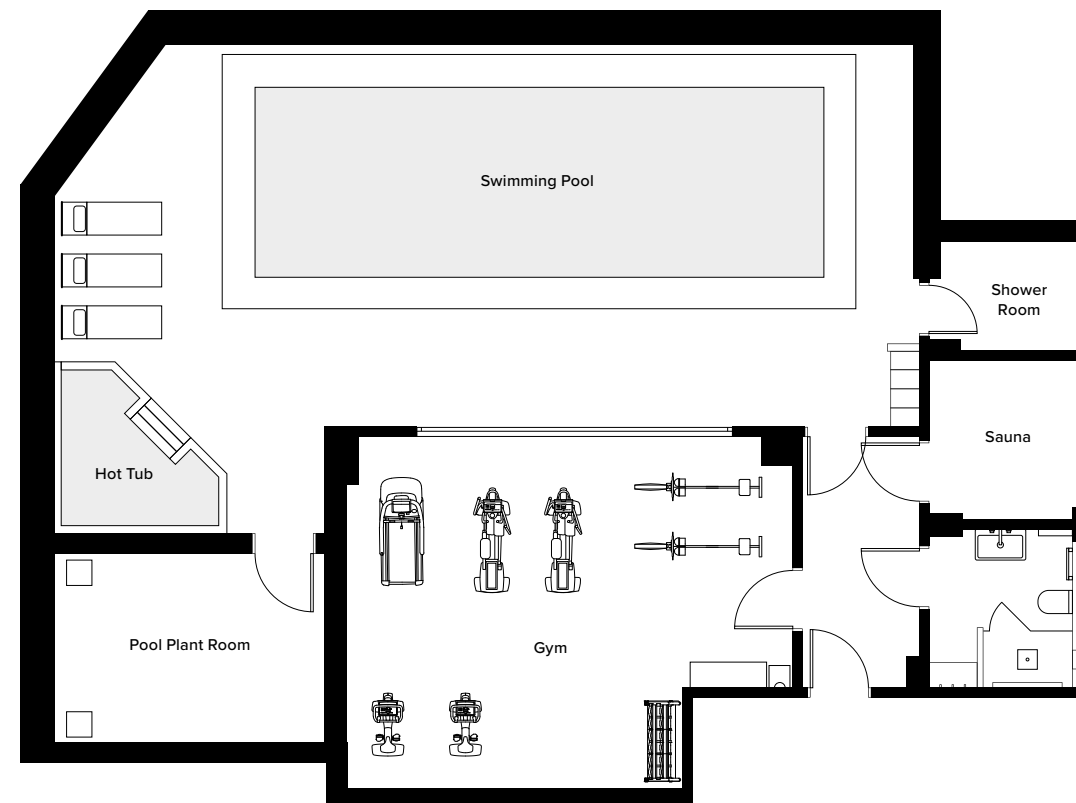 Swimming Pool
Shower
Room
Sauna
Hot Tub
Pool Plant Room
Gym